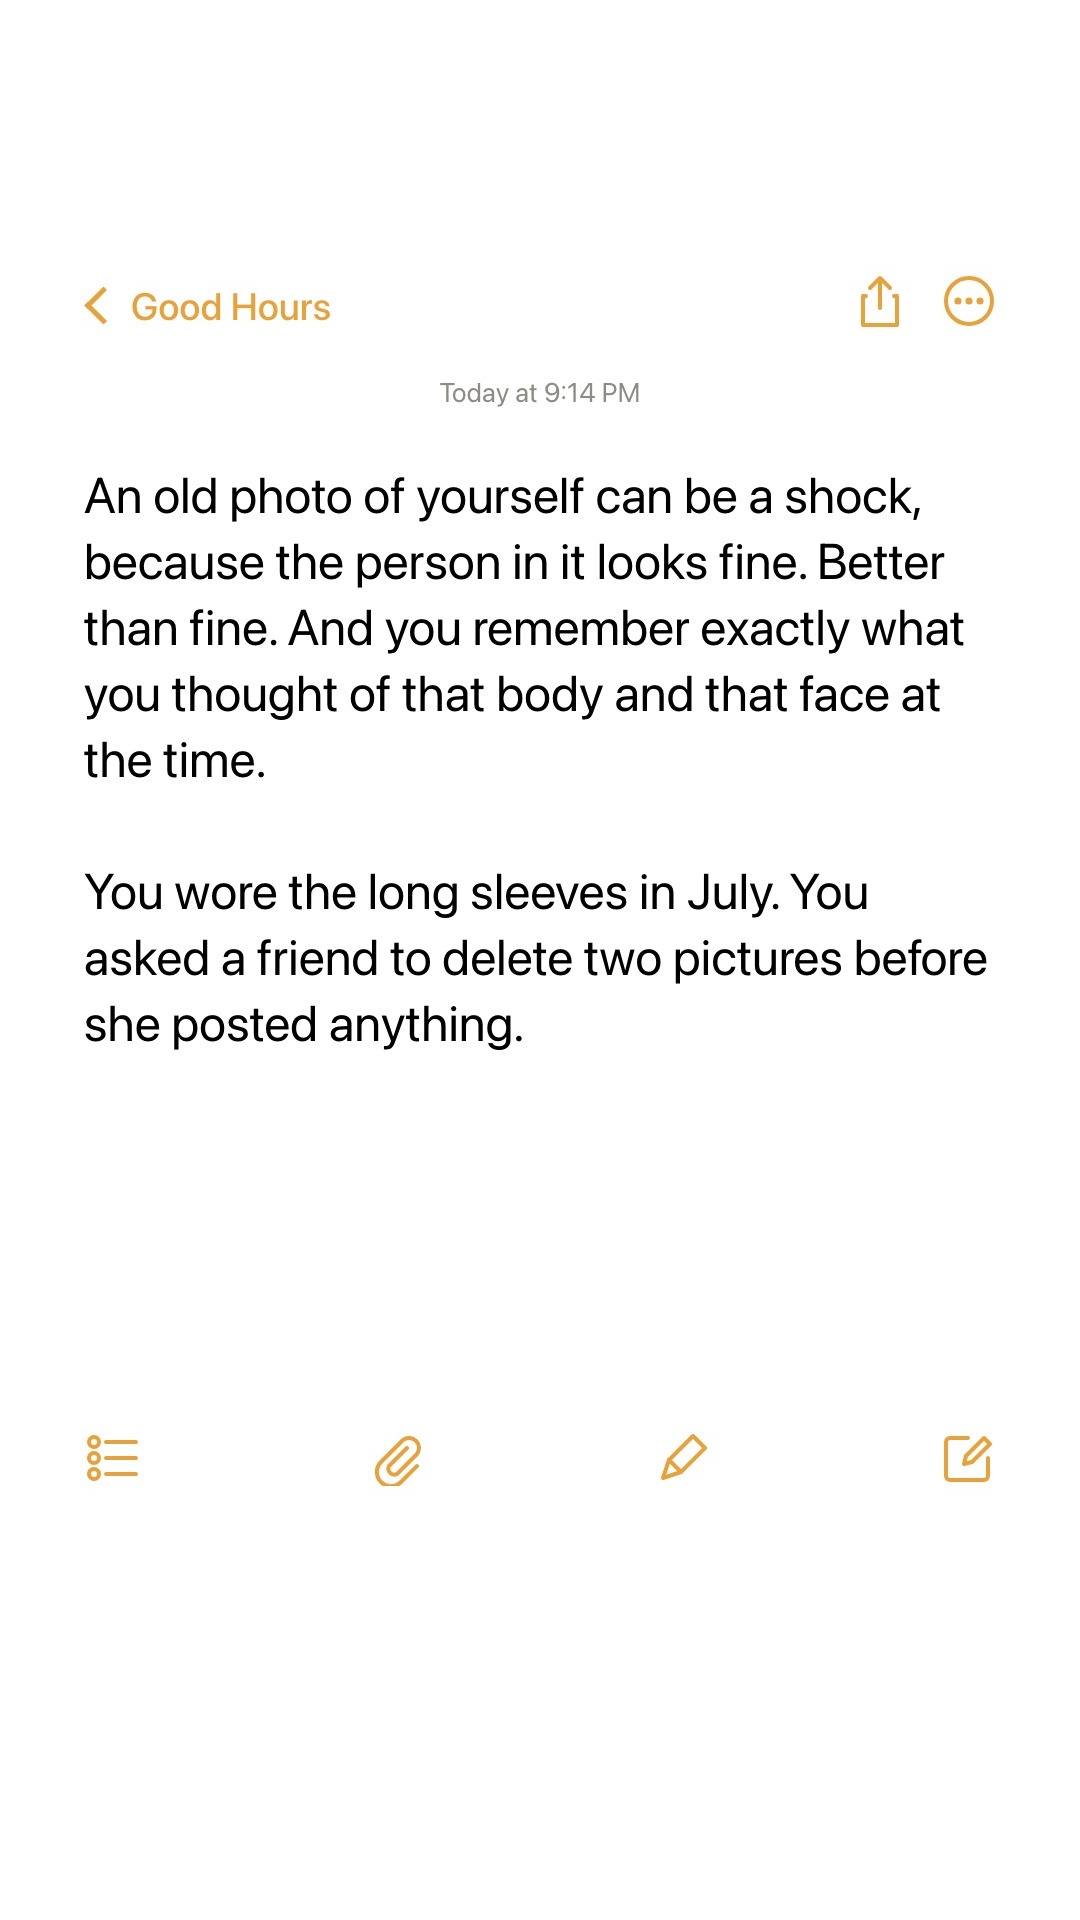 Good Hours
Today at 9:14 PM
An old photo of yourself can be a shock,
because the person in it looks fine. Better
than fine. And you remember exactly what
you thought of that body and that face at
the time.
You wore the long sleeves in July. You
asked a friend to delete two pictures before
she posted anything.